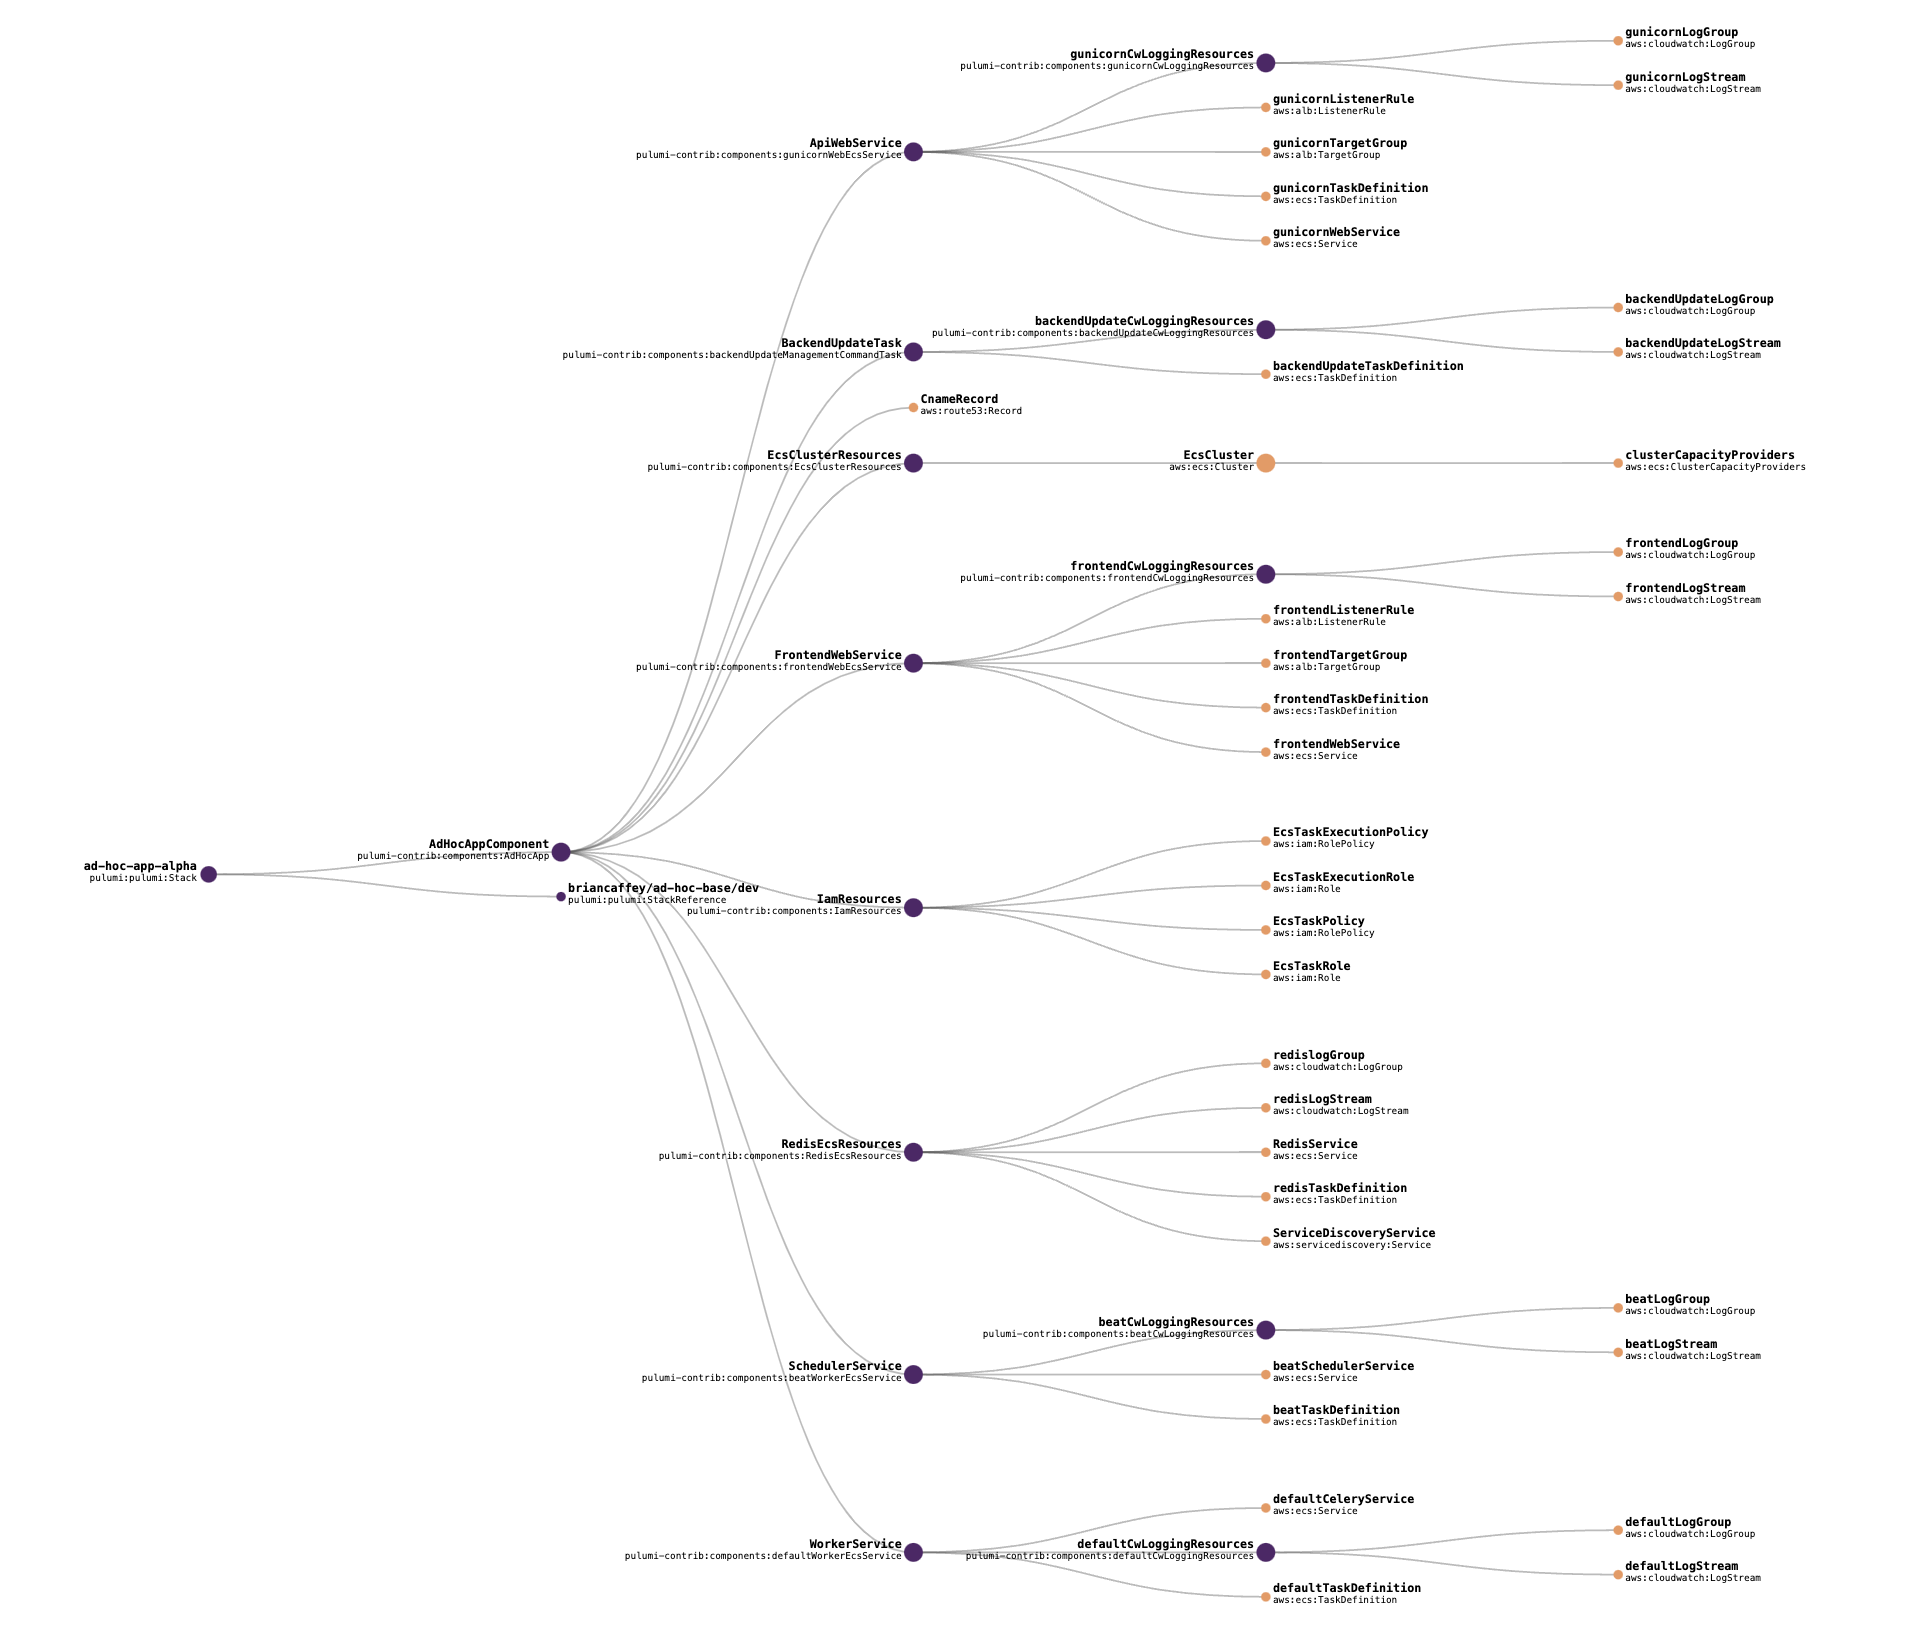 ad-hoc-app-alpha
pulumi:pulumi:Stack
AdHocAppComponent
pulumi-contrib:components:AdHocApp
briancaffey/ad-hoc-base/dev
pulumi:pulumi:StackReference
ApiWebService
pulumi-contrib:components:gunicornWebEcsService
gunicornCwLoggingResources
pulumi-contrib:components:gunicornCwLoggingResources
gunicornLogGroup
aws:cloudwatch:LogGroup
gunicornLogStream
aws:cloudwatch:LogStream
gunicornListenerRule
aws:alb:ListenerRule
gunicornTargetGroup
aws:alb:TargetGroup
gunicornTaskDefinition
aws:ecs:TaskDefinition
gunicornWebService
aws:ecs:Service
BackendUpdateTask
pulumi-contrib:components:backendUpdateManagementCommandTask
backendUpdateCwLoggingResources
pulumi-contrib:components:backendUpdateCwLoggingResources
backendUpdateLogGroup
aws:cloudwatch:LogGroup
backendUpdateLogStream
aws:cloudwatch:LogStream
backendUpdateTaskDefinition
aws:ecs:TaskDefinition
CnameRecord
aws:route53:Record
EcsClusterResources
pulumi-contrib:components:EcsClusterResources
EcsCluster
aws:ecs:Cluster
clusterCapacityProviders
aws:ecs:ClusterCapacityProviders
FrontendWebService
pulumi-contrib:components:frontendWebEcsService
frontendCwLoggingResources
pulumi-contrib:components:frontendCwLoggingResources
frontendLogGroup
aws:cloudwatch:LogGroup
frontendLogStream
aws:cloudwatch:LogStream
frontendListenerRule
aws:alb:ListenerRule
frontendTargetGroup
aws:alb:TargetGroup
frontendTaskDefinition
aws:ecs:TaskDefinition
frontendWebService
aws:ecs:Service
IamResources
pulumi-contrib:components:IamResources
EcsTaskExecutionPolicy
aws:iam:RolePolicy
EcsTaskExecutionRole
aws:iam:Role
EcsTaskPolicy
aws:iam:RolePolicy
EcsTaskRole
aws:iam:Role
RedisEcsResources
pulumi-contrib:components:RedisEcsResources
redislogGroup
aws:cloudwatch:LogGroup
redisLogStream
aws:cloudwatch:LogStream
RedisService
aws:ecs:Service
redisTaskDefinition
aws:ecs:TaskDefinition
ServiceDiscoveryService
aws:servicediscovery:Service
SchedulerService
pulumi-contrib:components:beatWorkerEcsService
beatCwLoggingResources
pulumi-contrib:components:beatCwLoggingResources
beatLogGroup
aws:cloudwatch:LogGroup
beatLogStream
aws:cloudwatch:LogStream
beatSchedulerService
aws:ecs:Service
beatTaskDefinition
aws:ecs:TaskDefinition
WorkerService
pulumi-contrib:components:defaultWorkerEcsService
defaultCeleryService
aws:ecs:Service
defaultCwLoggingResources
pulumi-contrib:components:defaultCwLoggingResources
defaultLogGroup
aws:cloudwatch:LogGroup
defaultLogStream
aws:cloudwatch:LogStream
defaultTaskDefinition
aws:ecs:TaskDefinition